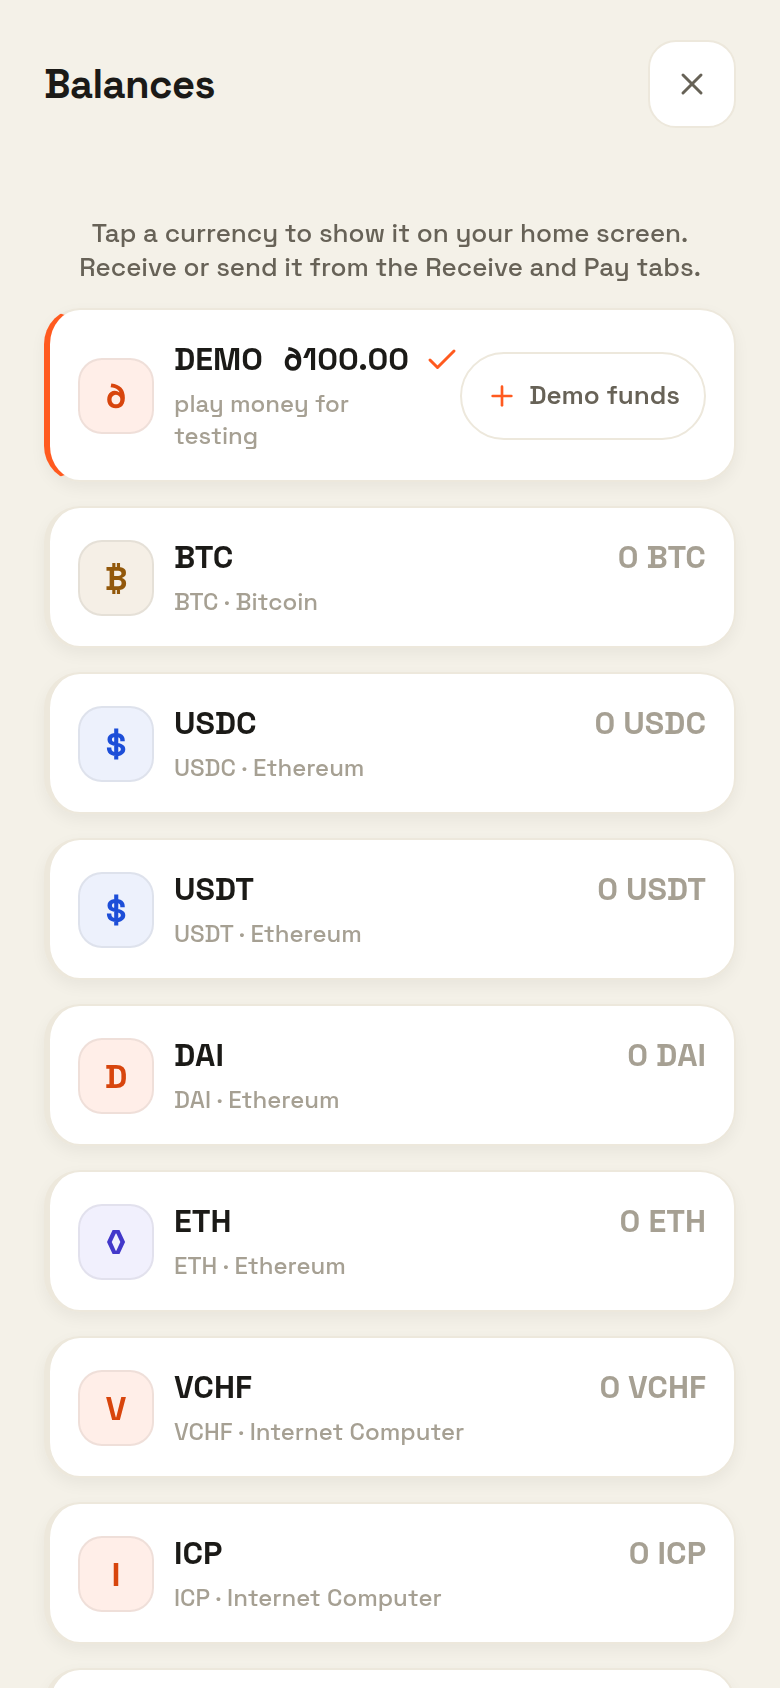 Balances
Tap a currency to show it on your home screen.
Receive or send it from the Receive and Pay tabs.
∂
DEMO ∂100.00
play money for
testing
Demo funds
₿
BTC
0 BTC
BTC · Bitcoin
$
USDC
0 USDC
USDC · Ethereum
$
USDT
0 USDT
USDT · Ethereum
D
DAI
0 DAI
DAI · Ethereum
◊
ETH
0 ETH
ETH · Ethereum
V
VCHF
0 VCHF
VCHF · Internet Computer
I
ICP
0 ICP
ICP · Internet Computer